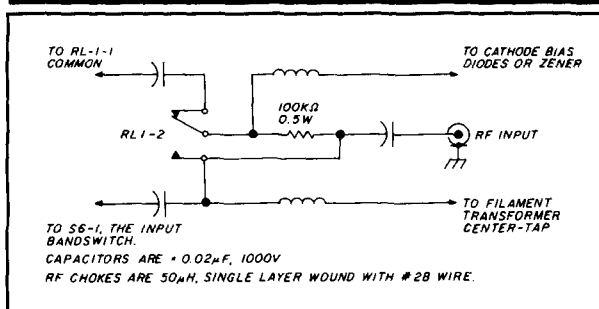 TO RL-1-1
COMMON
TO CATHODE BIAS
DIODES OR ZENER
100KΩ
0.5W
RL1-2
RF INPUT
TO S6-1, THE INPUT
BANDSWITCH.
TO FILAMENT
TRANSFORMER
CENTER-TAP
CAPACITORS ARE = 0.02µF, 1000V
RF CHOKES ARE 50µH, SINGLE LAYER WOUND WITH #28 WIRE.